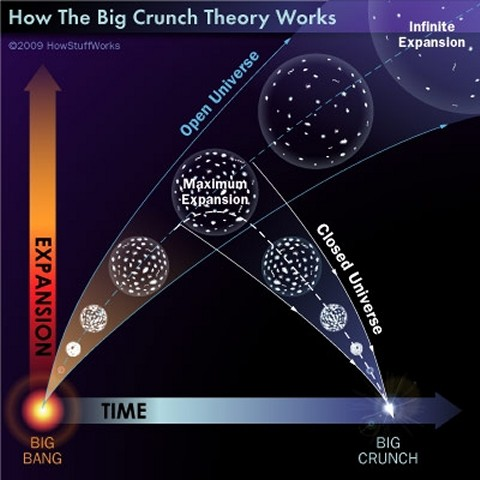 How The Big Crunch Theory Works
©2009 HowStuffWorks
Infinite
Expansion
Open Universe
Maximum
Expansion
Closed Universe
EXPANSION
TIME
BIG
BANG
BIG
CRUNCH